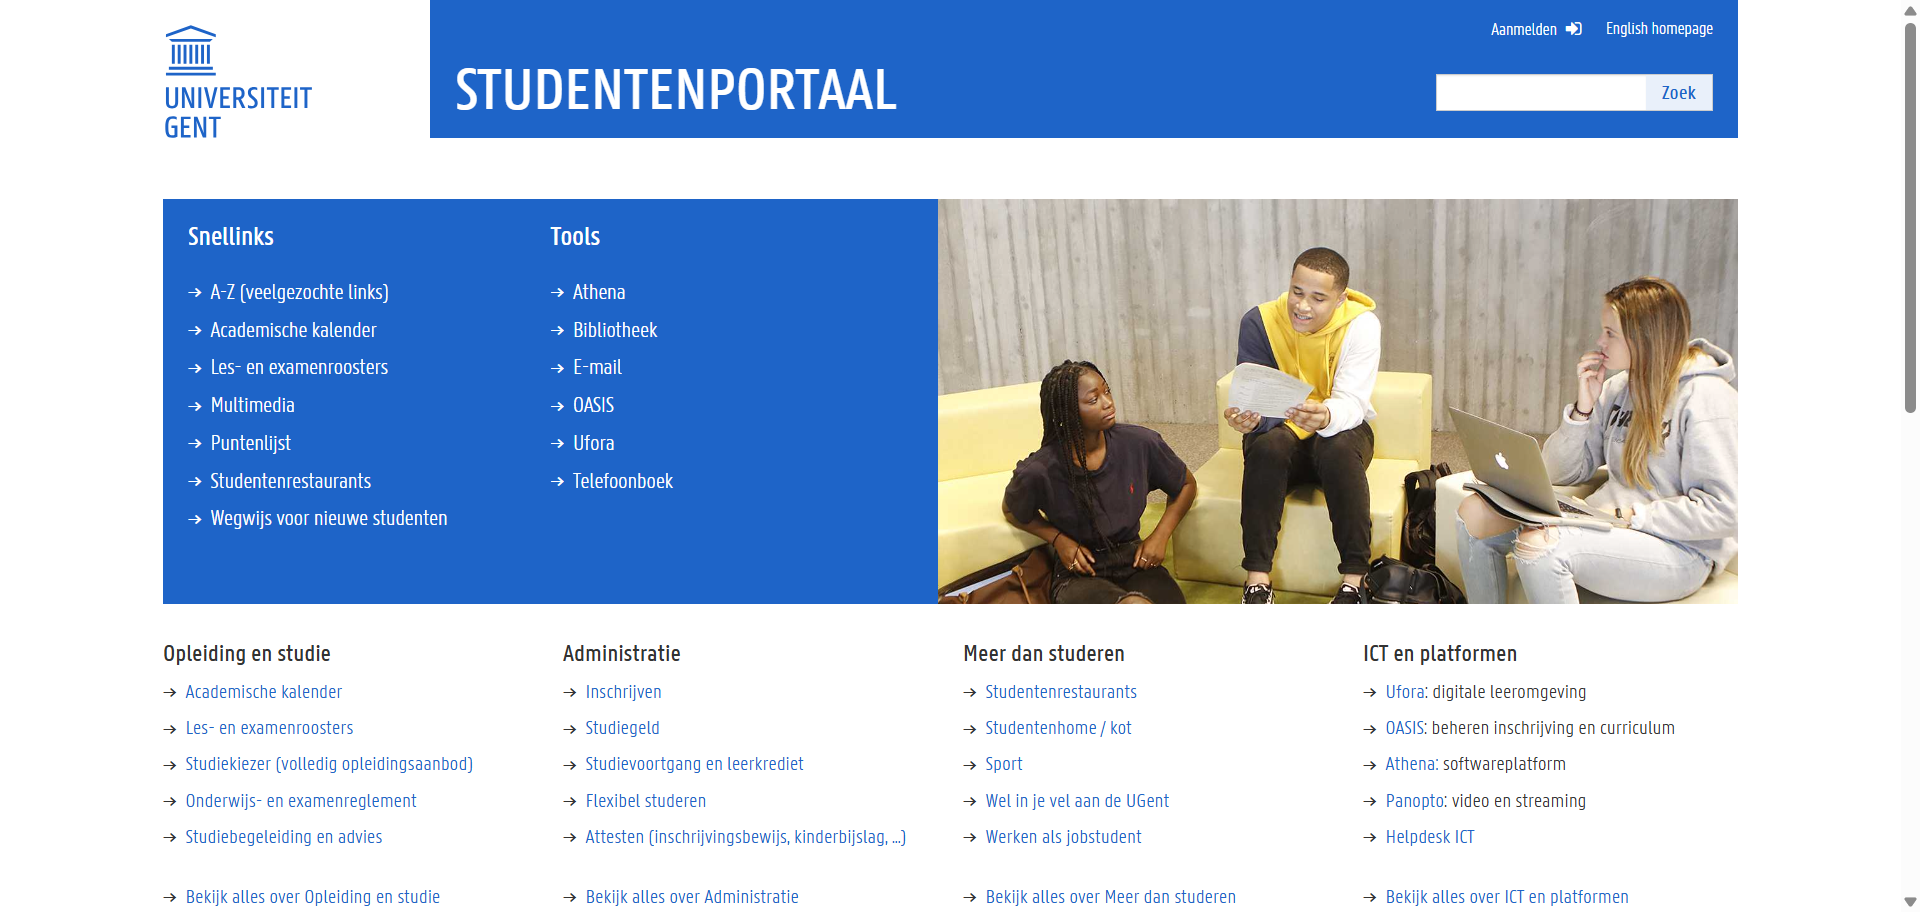 UNIVERSITEIT
GENT
Aanmelden
English homepage
STUDENTENPORTAAL
Zoek
Snellinks
A-Z (veelgezochte links)
Academische kalender
Les- en examenroosters
Multimedia
Puntenlijst
Studentenrestaurants
Wegwijs voor nieuwe studenten
Tools
Athena
Bibliotheek
E-mail
OASIS
Ufora
Telefoonboek
Opleiding en studie
Academische kalender
Les- en examenroosters
Studiekiezer (volledig opleidingsaanbod)
Onderwijs- en examenreglement
Studiebegeleiding en advies
Bekijk alles over Opleiding en studie
Administratie
Inschrijven
Studiegeld
Studievoortgang en leerkrediet
Flexibel studeren
Attesten (inschrijvingsbewijs, kinderbijslag, ...)
Bekijk alles over Administratie
Meer dan studeren
Studentenrestaurants
Studentenhome / kot
Sport
Wel in je vel aan de UGent
Werken als jobstudent
Bekijk alles over Meer dan studeren
ICT en platformen
Ufora: digitale leeromgeving
OASIS: beheren inschrijving en curriculum
Athena: softwareplatform
Panopto: video en streaming
Helpdesk ICT
Bekijk alles over ICT en platformen